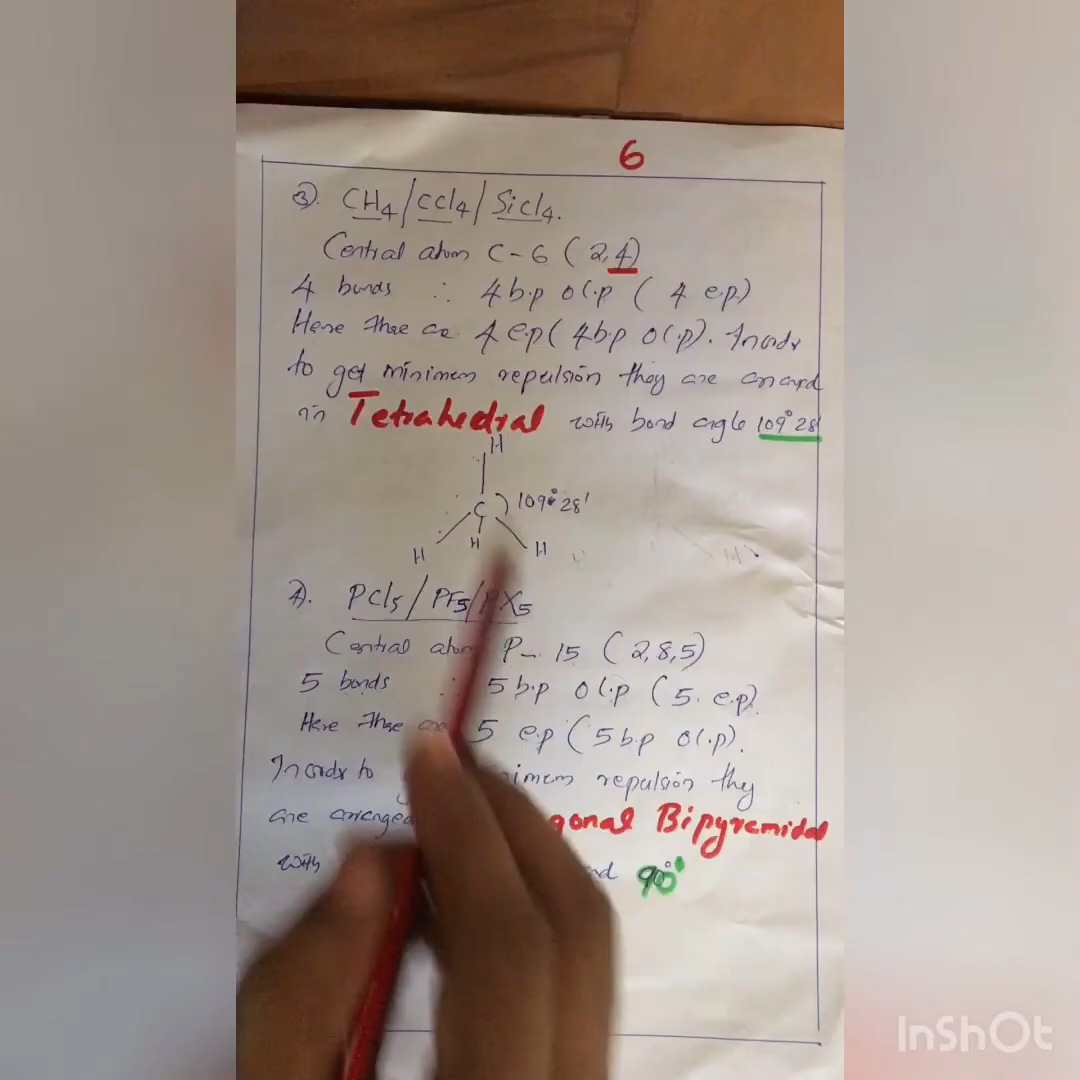 6
3). CH4/CCl4/SiCl4.
Central atom C-6 (2,4)
4 bonds ∴ 4 b.p 0 l.p ( 4 e.p)
Here there are 4 e.p( 4 b.p 0 l.p). Inorder
to get minimum repulsion they are arranged
in Tetrahedral with bond angle 109°28'
H
C 109°28'
H H H
4). PCl5/PF5/PX5
Central atom P-15 (2,8,5)
5 bonds ∴ 5 b.p 0 l.p (5. e.p).
Here there are 5 e.p (5 b.p 0 l.p).
Inorder to repulsion they
are arranged Bipyramidal
with 90°
InShOt